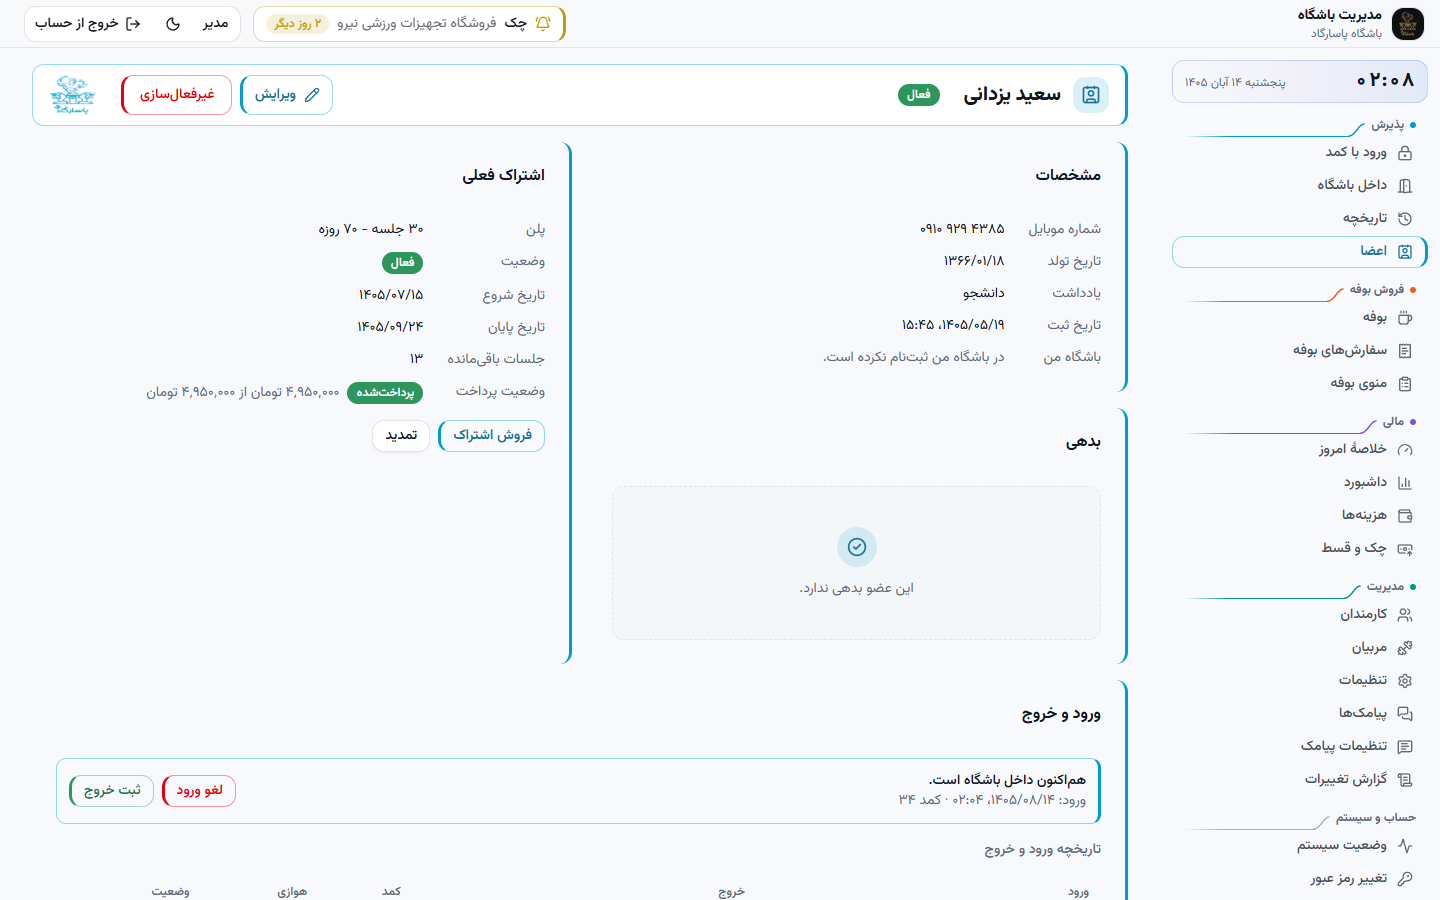 مدیریت باشگاه
باشگاه پاسارگاد
چک فروشگاه تجهیزات ورزشی نیرو ۲ روز دیگر
مدیر
خروج از حساب
۰۲:۰۸
پنجشنبه ۱۴ آبان ۱۴۰۵
پذیرش
ورود با کمد
داخل باشگاه
تاریخچه
اعضا
فروش بوفه
بوفه
سفارش‌های بوفه
منوی بوفه
مالی
خلاصهٔ امروز
داشبورد
هزینه‌ها
چک و قسط
مدیریت
کارمندان
مربیان
تنظیمات
پیامک‌ها
تنظیمات پیامک
گزارش تغییرات
حساب و سیستم
وضعیت سیستم
تغییر رمز عبور
سعید یزدانی فعال
ویرایش
غیرفعال‌سازی
پاسارگاد
مشخصات
شماره موبایل ۰۹۱۰ ۹۲۹ ۴۳۸۵
تاریخ تولد ۱۳۶۶/۰۱/۱۸
یادداشت دانشجو
تاریخ ثبت ۱۴۰۵/۰۵/۱۹، ۱۵:۴۵
باشگاه من در باشگاه من ثبت‌نام نکرده است.
اشتراک فعلی
پلن ۳۰ جلسه - ۷۰ روزه
وضعیت فعال
تاریخ شروع ۱۴۰۵/۰۷/۱۵
تاریخ پایان ۱۴۰۵/۰۹/۲۴
جلسات باقی‌مانده ۱۳
وضعیت پرداخت پرداخت‌شده ۴,۹۵۰,۰۰۰ تومان از ۴,۹۵۰,۰۰۰ تومان
فروش اشتراک
تمدید
بدهی
این عضو بدهی ندارد.
ورود و خروج
هم‌اکنون داخل باشگاه است.
ورود: ۱۴۰۵/۰۸/۱۴، ۰۲:۰۴ · کمد ۳۴
لغو ورود
ثبت خروج
تاریخچه ورود و خروج
ورود خروج کمد هوازی وضعیت